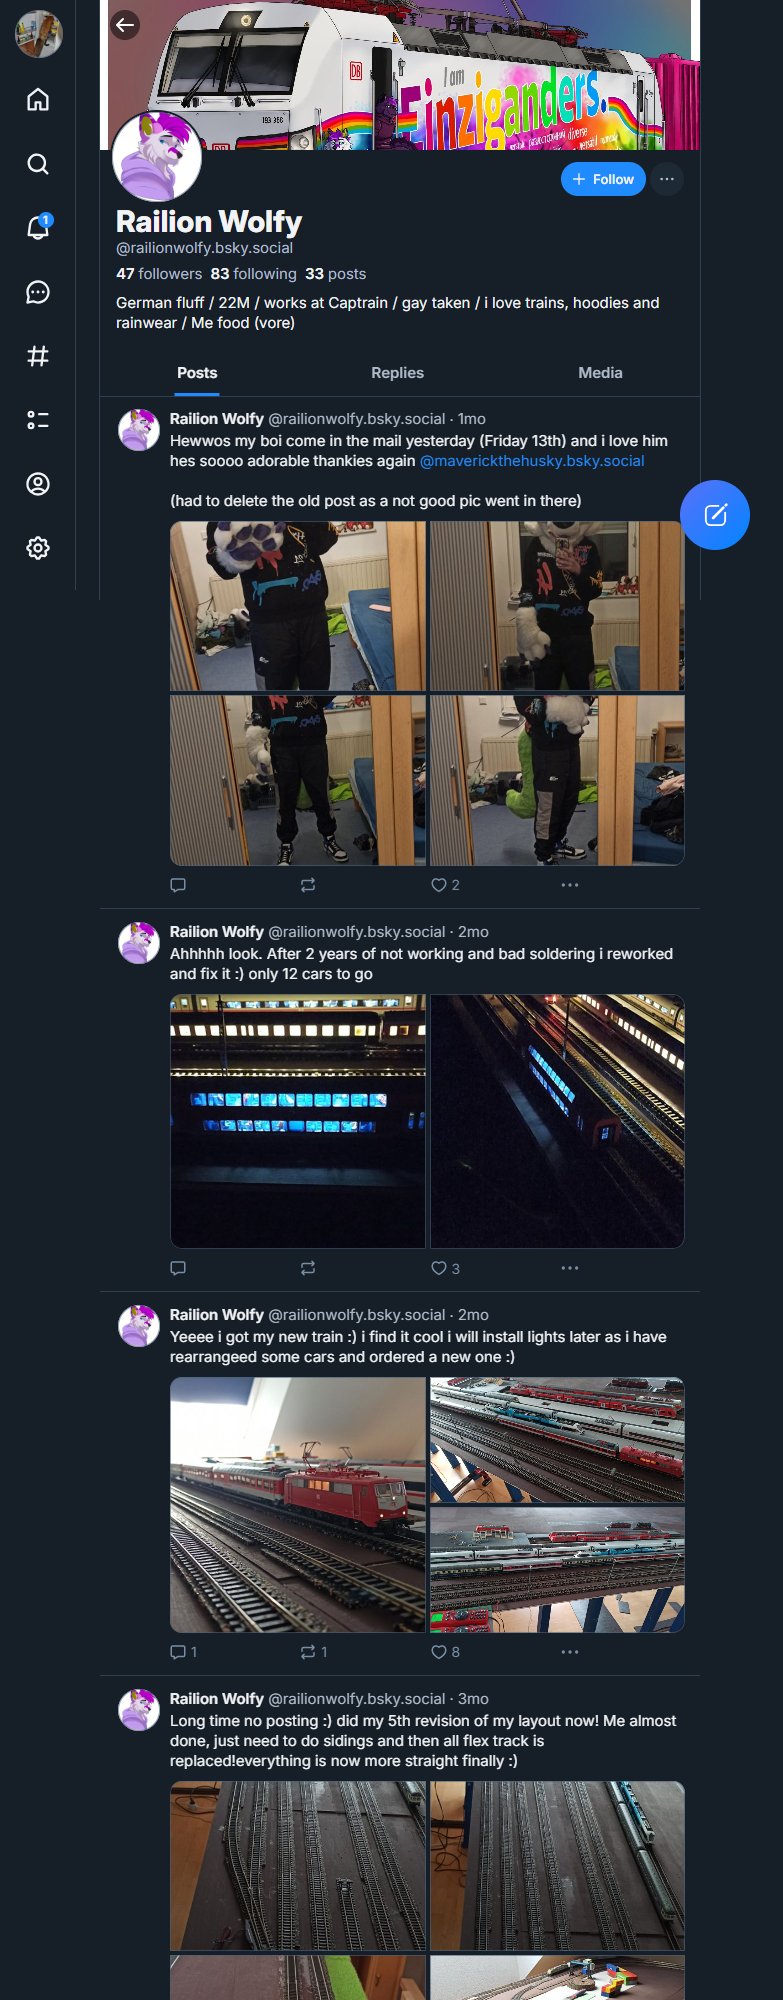 I am
DB
Einziganders.
193 358
DB
diverse
Follow
1
Railion Wolfy
@railionwolfy.bsky.social
47 followers 83 following 33 posts
German fluff / 22M / works at Captrain / gay taken / i love trains, hoodies and
rainwear / Me food (vore)
Posts Replies Media
Railion Wolfy @railionwolfy.bsky.social · 1mo
Hewwos my boi come in the mail yesterday (Friday 13th) and i love him
hes soooo adorable thankies again @maverickthehusky.bsky.social
(had to delete the old post as a not good pic went in there)
2
Railion Wolfy @railionwolfy.bsky.social · 2mo
Ahhhhh look. After 2 years of not working and bad soldering i reworked
and fix it :) only 12 cars to go
3
Railion Wolfy @railionwolfy.bsky.social · 2mo
Yeeee i got my new train :) i find it cool i will install lights later as i have
rearrangeed some cars and ordered a new one :)
1 1 8
Railion Wolfy @railionwolfy.bsky.social · 3mo
Long time no posting :) did my 5th revision of my layout now! Me almost
done, just need to do sidings and then all flex track is
replaced!everything is now more straight finally :)